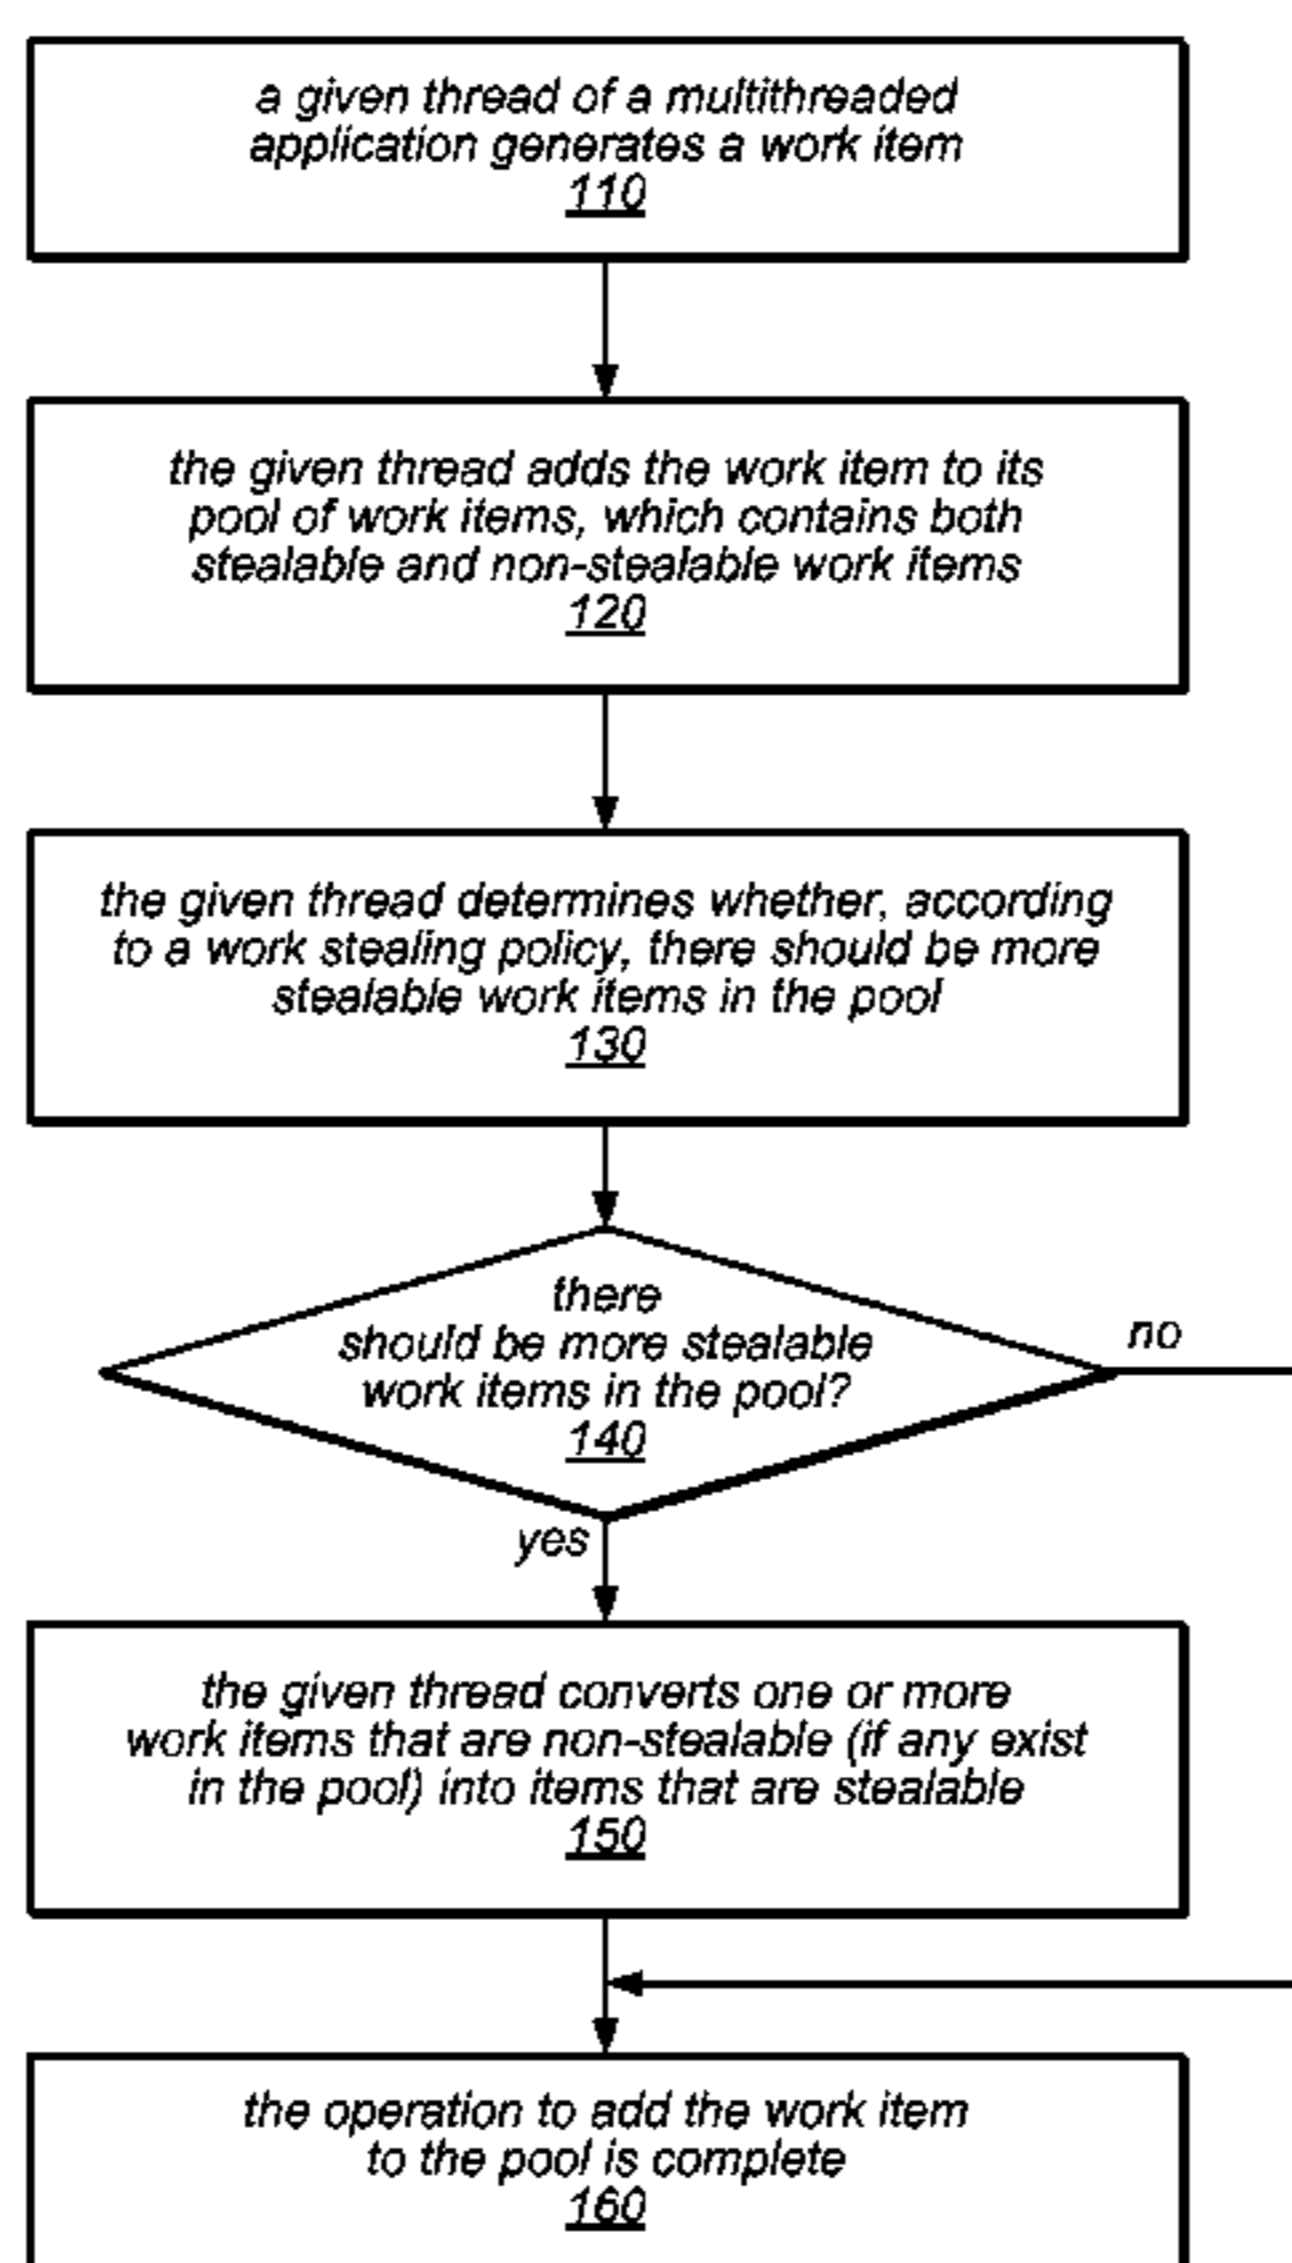 a given thread of a multithreaded
application generates a work item
110
the given thread adds the work item to its
pool of work items, which contains both
stealable and non-stealable work items
120
the given thread determines whether, according
to a work stealing policy, there should be more
stealable work items in the pool
130
there
should be more stealable
work items in the pool?
140
no
yes
the given thread converts one or more
work items that are non-stealable (if any exist
in the pool) into items that are stealable
150
the operation to add the work item
to the pool is complete
160